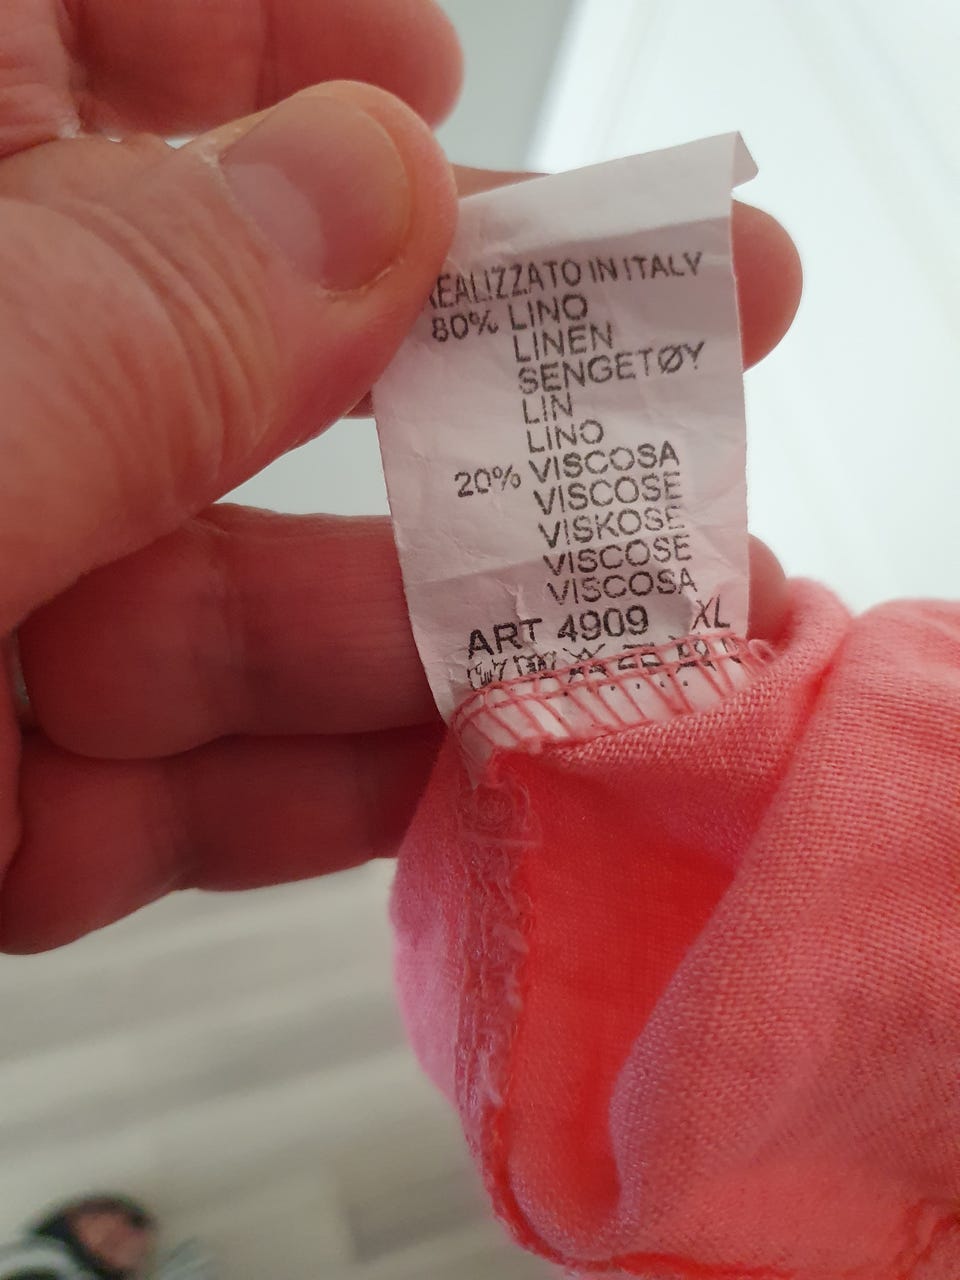 REALIZZATO IN ITALY
80% LINO
LINEN
SENGETØY
LIN
LINO
20% VISCOSA
VISCOSE
VISKOSE
VISCOSE
VISCOSA
ART 4909 XL